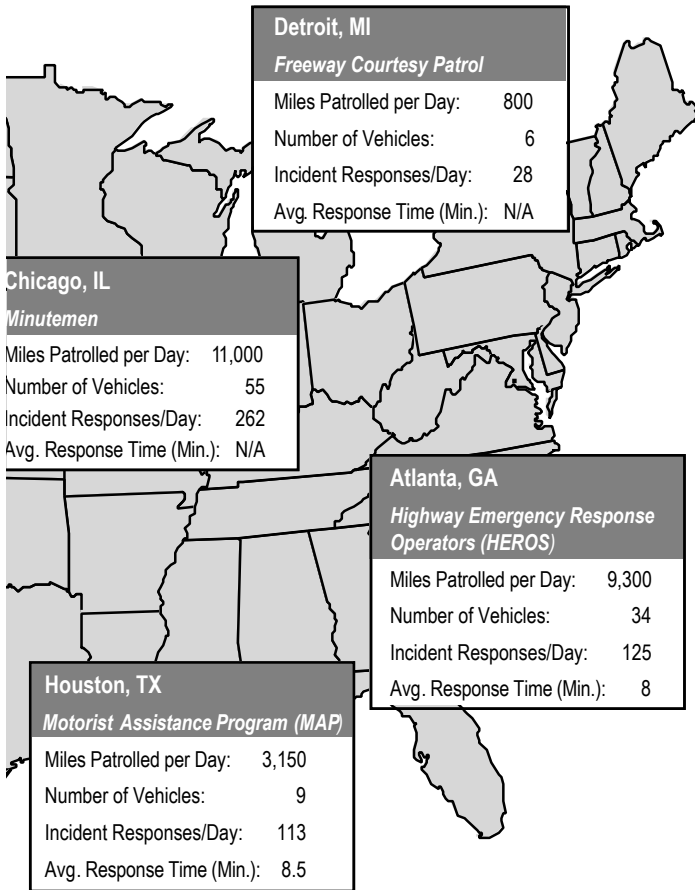 Detroit, MI
Freeway Courtesy Patrol
Miles Patrolled per Day: 800
Number of Vehicles: 6
Incident Responses/Day: 28
Avg. Response Time (Min.): N/A
Chicago, IL
Minutemen
Miles Patrolled per Day: 11,000
Number of Vehicles: 55
Incident Responses/Day: 262
Avg. Response Time (Min.): N/A
Atlanta, GA
Highway Emergency Response
Operators (HEROS)
Miles Patrolled per Day: 9,300
Number of Vehicles: 34
Incident Responses/Day: 125
Avg. Response Time (Min.): 8
Houston, TX
Motorist Assistance Program (MAP)
Miles Patrolled per Day: 3,150
Number of Vehicles: 9
Incident Responses/Day: 113
Avg. Response Time (Min.): 8.5